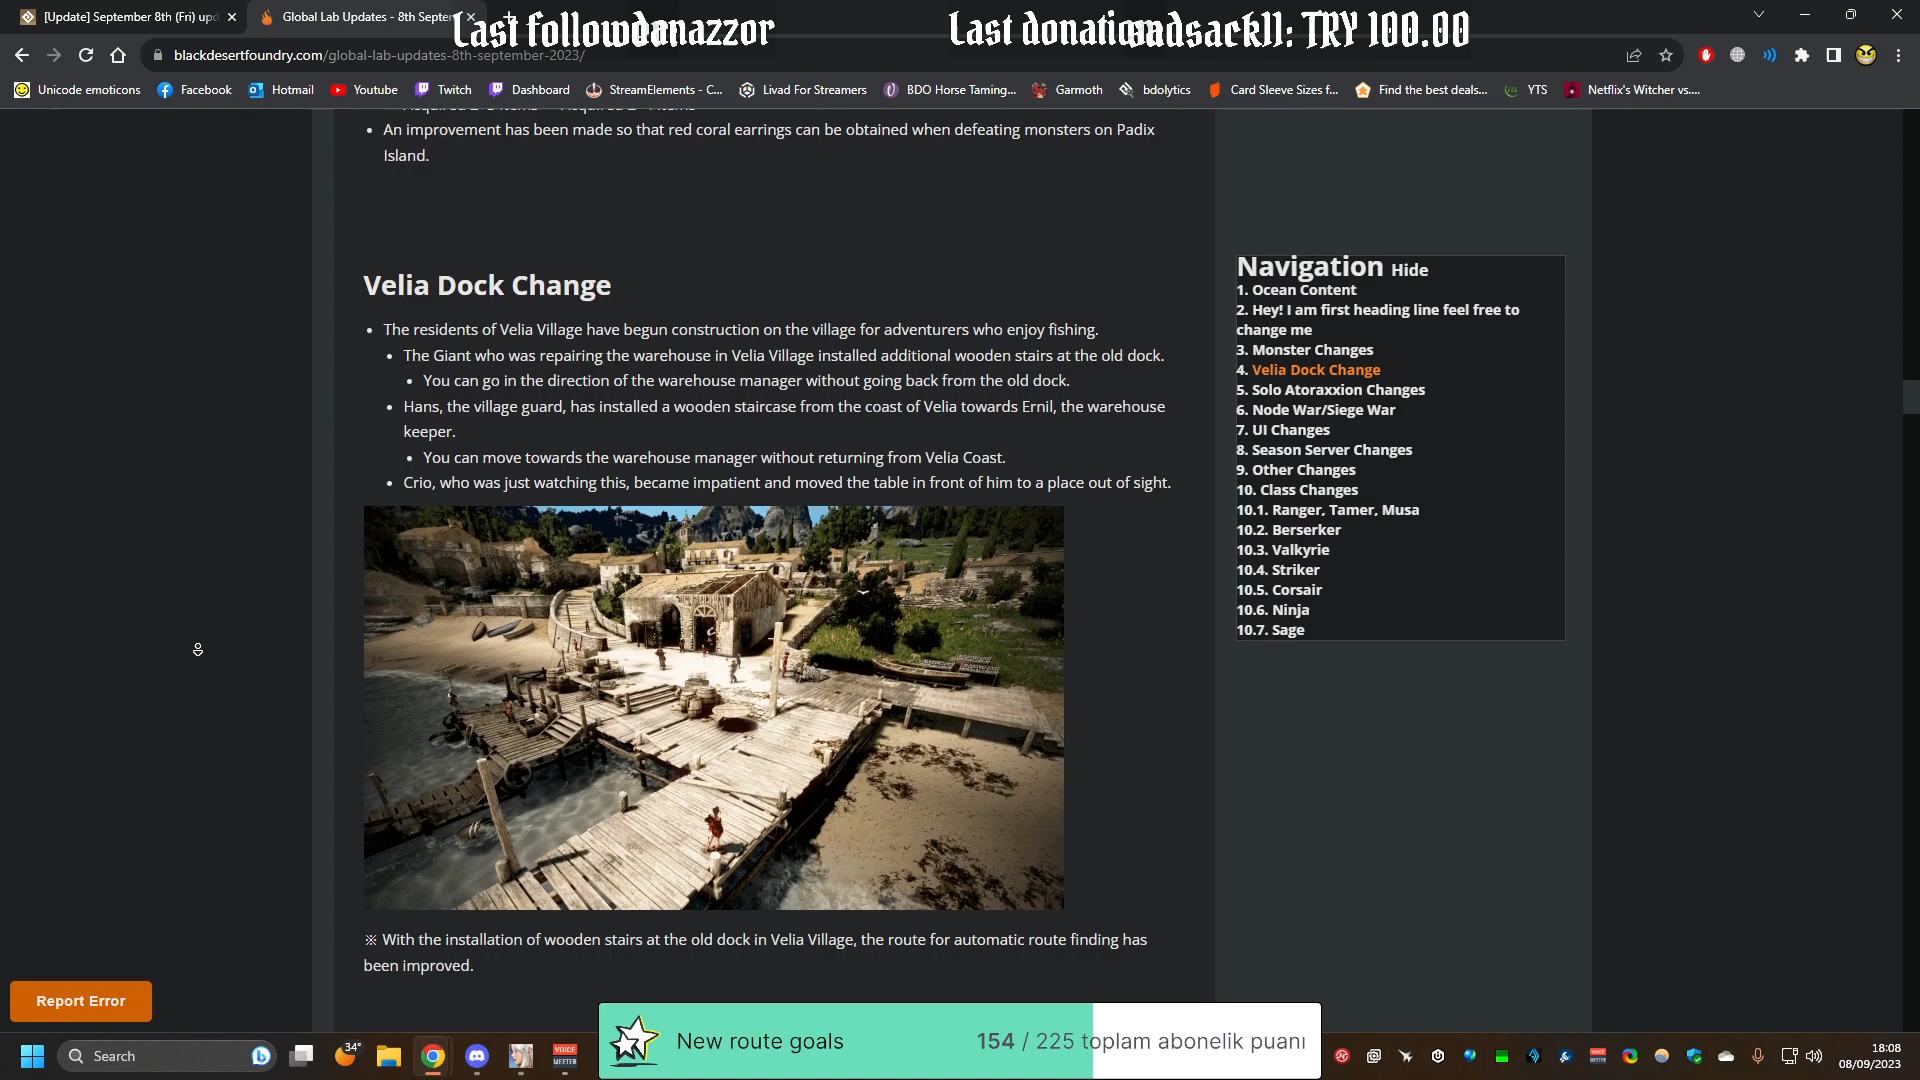 [Update] September 8th (Fri) upd
Global Lab Updates - 8th Septem
Last follower
danazzor
Last donation
sadsackll: TRY 100.00
blackdesertfoundry.com/global-lab-updates-8th-september-2023/
Unicode emoticons
Facebook
Hotmail
Youtube
Twitch
Dashboard
StreamElements - C...
Livad For Streamers
BDO Horse Taming...
Garmoth
bdolytics
Card Sleeve Sizes f...
Find the best deals...
YTS
Netflix's Witcher vs....
An improvement has been made so that red coral earrings can be obtained when defeating monsters on Padix
Island.
Velia Dock Change
The residents of Velia Village have begun construction on the village for adventurers who enjoy fishing.
The Giant who was repairing the warehouse in Velia Village installed additional wooden stairs at the old dock.
You can go in the direction of the warehouse manager without going back from the old dock.
Hans, the village guard, has installed a wooden staircase from the coast of Velia towards Ernil, the warehouse
keeper.
You can move towards the warehouse manager without returning from Velia Coast.
Crio, who was just watching this, became impatient and moved the table in front of him to a place out of sight.
※ With the installation of wooden stairs at the old dock in Velia Village, the route for automatic route finding has
been improved.
Navigation Hide
1. Ocean Content
2. Hey! I am first heading line feel free to
change me
3. Monster Changes
4. Velia Dock Change
5. Solo Atoraxxion Changes
6. Node War/Siege War
7. UI Changes
8. Season Server Changes
9. Other Changes
10. Class Changes
10.1. Ranger, Tamer, Musa
10.2. Berserker
10.3. Valkyrie
10.4. Striker
10.5. Corsair
10.6. Ninja
10.7. Sage
Report Error
New route goals
154 / 225 toplam abonelik puanı
Search
34°
VOICE
MEETER
18:08
08/09/2023